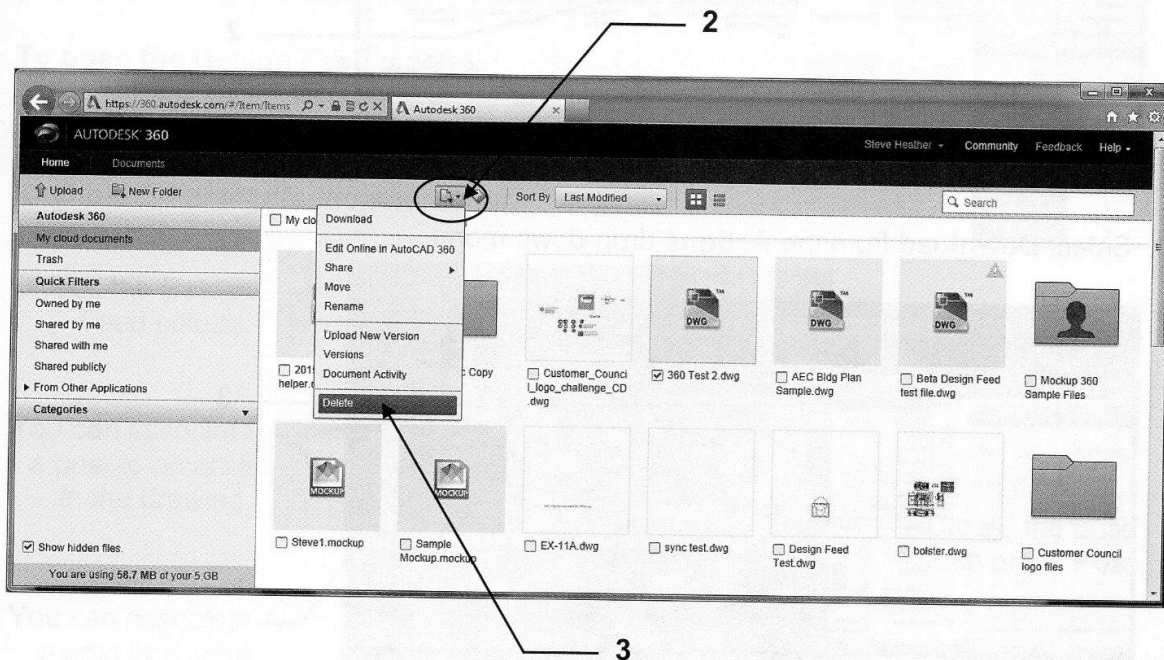 2
https://360.autodesk.com/#/Item/Items
Autodesk 360
AUTODESK 360
Steve Heather
Community
Feedback
Help
Home
Documents
Upload
New Folder
Sort By
Last Modified
Search
Autodesk 360
My cloud documents
Trash
Quick Filters
Owned by me
Shared by me
Shared with me
Shared publicly
From Other Applications
Categories
Show hidden files.
You are using 58.7 MB of your 5 GB
My clo
Download
Edit Online in AutoCAD 360
Share
Move
Rename
Upload New Version
Versions
Document Activity
Delete
201
helper.
c Copy
Customer_Counci
l_logo_challenge_CD
.dwg
DWG
360 Test 2.dwg
DWG
AEC Bldg Plan
Sample.dwg
DWG
Beta Design Feed
test file.dwg
Mockup 360
Sample Files
MOCKUP
Steve1.mockup
MOCKUP
Sample
Mockup.mockup
EX-11A.dwg
sync test.dwg
Design Feed
Test.dwg
bolster.dwg
Customer Council
logo files
3